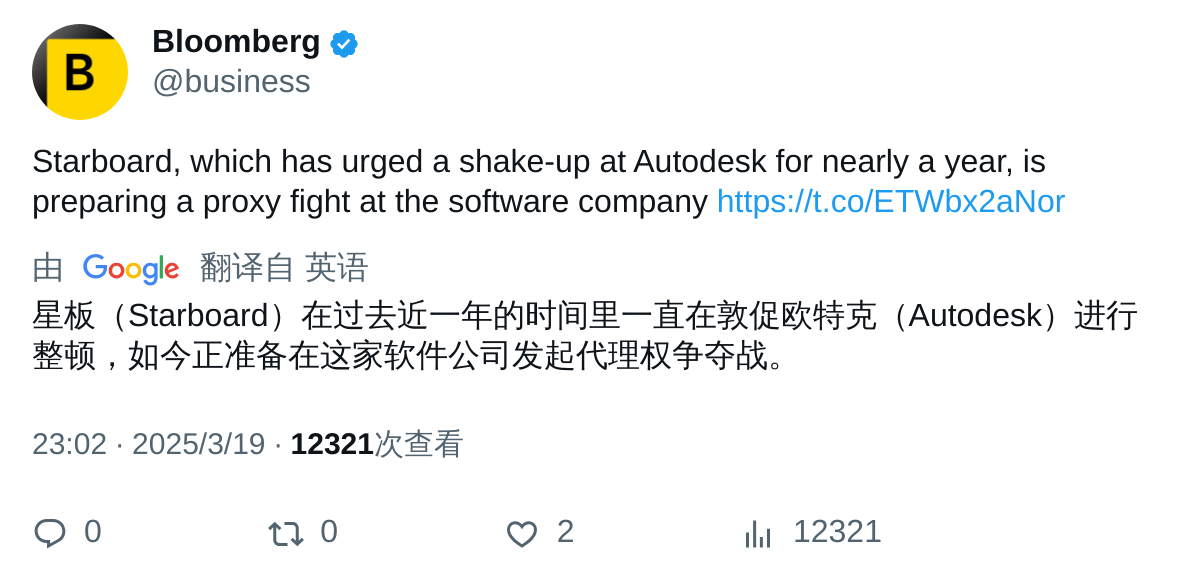 B
Bloomberg
@business
Starboard, which has urged a shake-up at Autodesk for nearly a year, is
preparing a proxy fight at the software company https://t.co/ETWbx2aNor
由 Google 翻译自 英语
星板（Starboard）在过去近一年的时间里一直在敦促欧特克（Autodesk）进行
整顿，如今正准备在这家软件公司发起代理权争夺战。
23:02 · 2025/3/19 · 12321次查看
0 0 2 12321